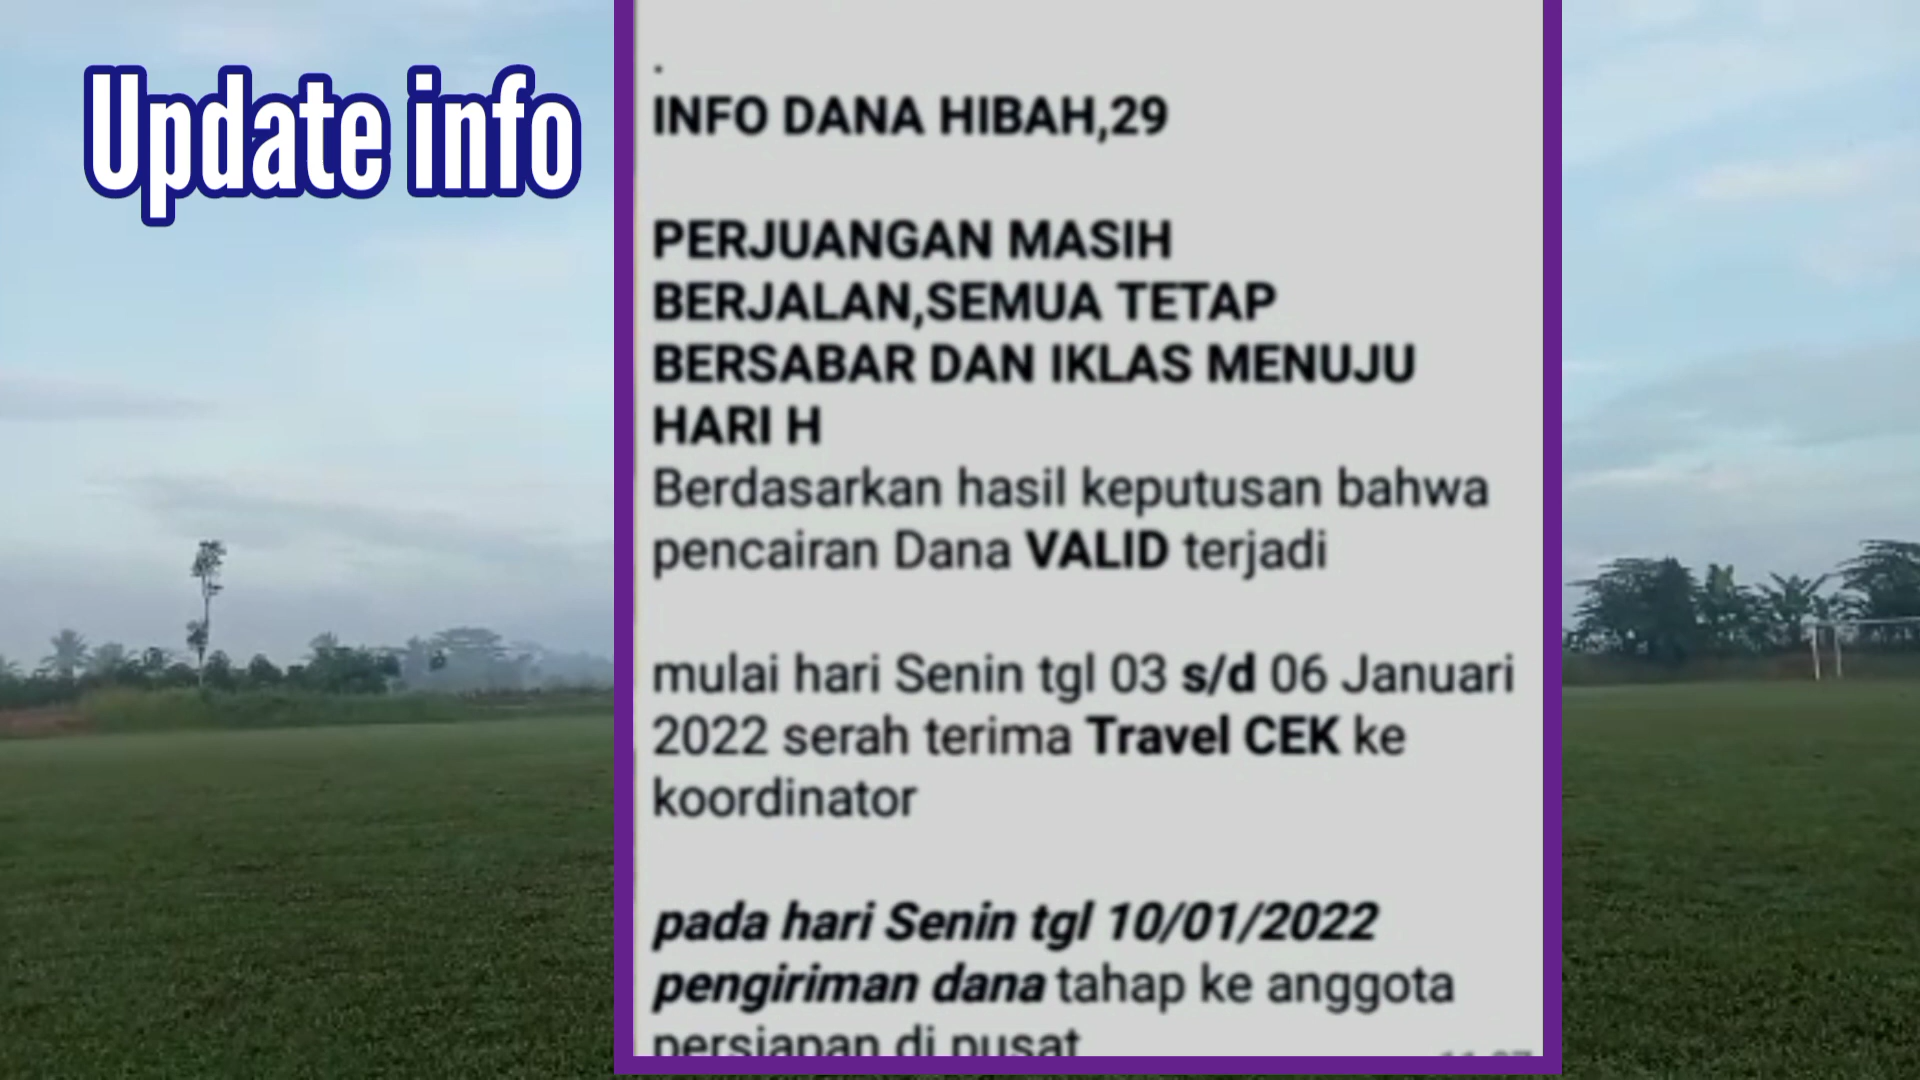 Update info
.
INFO DANA HIBAH,29
PERJUANGAN MASIH
BERJALAN,SEMUA TETAP
BERSABAR DAN IKLAS MENUJU
HARI H
Berdasarkan hasil keputusan bahwa
pencairan Dana VALID terjadi
mulai hari Senin tgl 03 s/d 06 Januari
2022 serah terima Travel CEK ke
koordinator
pada hari Senin tgl 10/01/2022
pengiriman dana tahap ke anggota
persiapan di pusat